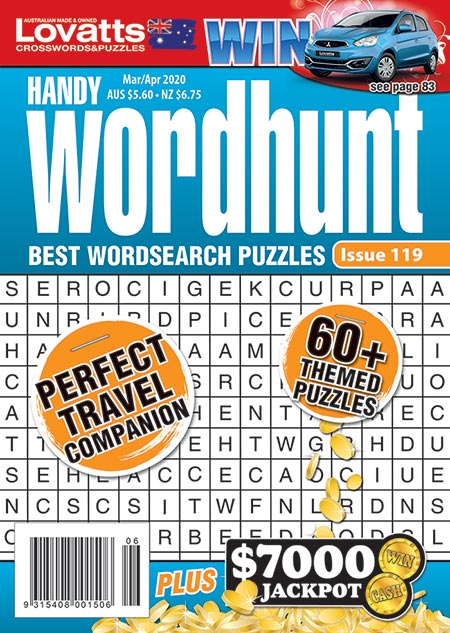 AUSTRALIAN MADE & OWNED
Lovatts
CROSSWORDS&PUZZLES
WIN
see page 83
Mar/Apr 2020
AUS $5.60 • NZ $6.75
HANDY
Wordhunt
BEST WORDSEARCH PUZZLES
Issue 119
S E R O C I G E K C U R P A A
U N R I R D P I C E R A
H A A A M L I
C S R C U O
A H E N T R E C
T T E H T W G R H D U
S E H E A C C E C A O C I U E
N C S C S I T W F N L R D N S
PERFECT
TRAVEL
COMPANION
60+
THEMED
PUZZLES
06
9 315408 001506
PLUS
$7000
JACKPOT
WIN
CASH